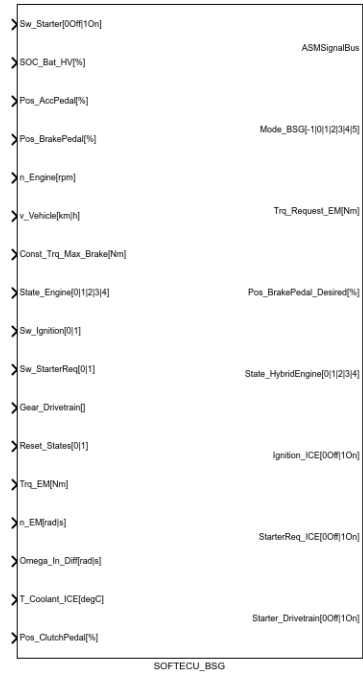 Sw_Starter[0Off|1On]
SOC_Bat_HV[%]
Pos_AccPedal[%]
Pos_BrakePedal[%]
n_Engine[rpm]
v_Vehicle[km|h]
Const_Trq_Max_Brake[Nm]
State_Engine[0|1|2|3|4]
Sw_Ignition[0|1]
Sw_StarterReq[0|1]
Gear_Drivetrain[]
Reset_States[0|1]
Trq_EM[Nm]
n_EM[rad|s]
Omega_In_Diff[rad|s]
T_Coolant_ICE[degC]
Pos_ClutchPedal[%]
ASMSignalBus
Mode_BSG[-1|0|1|2|3|4|5]
Trq_Request_EM[Nm]
Pos_BrakePedal_Desired[%]
State_HybridEngine[0|1|2|3|4]
Ignition_ICE[0Off|1On]
StarterReq_ICE[0Off|1On]
Starter_Drivetrain[0Off|1On]
SOFTECU_BSG